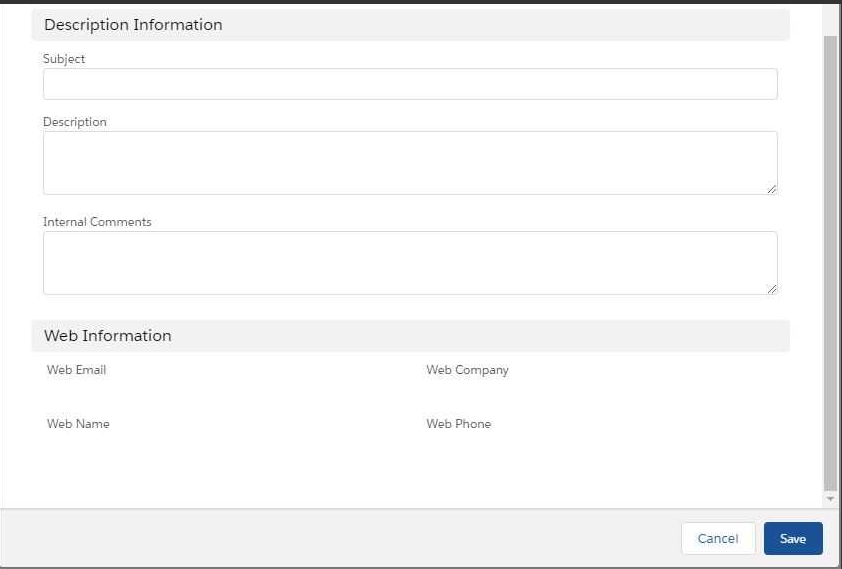 Description Information
Subject
Description
Internal Comments
Web Information
Web Email Web Company
Web Name Web Phone
Cancel Save